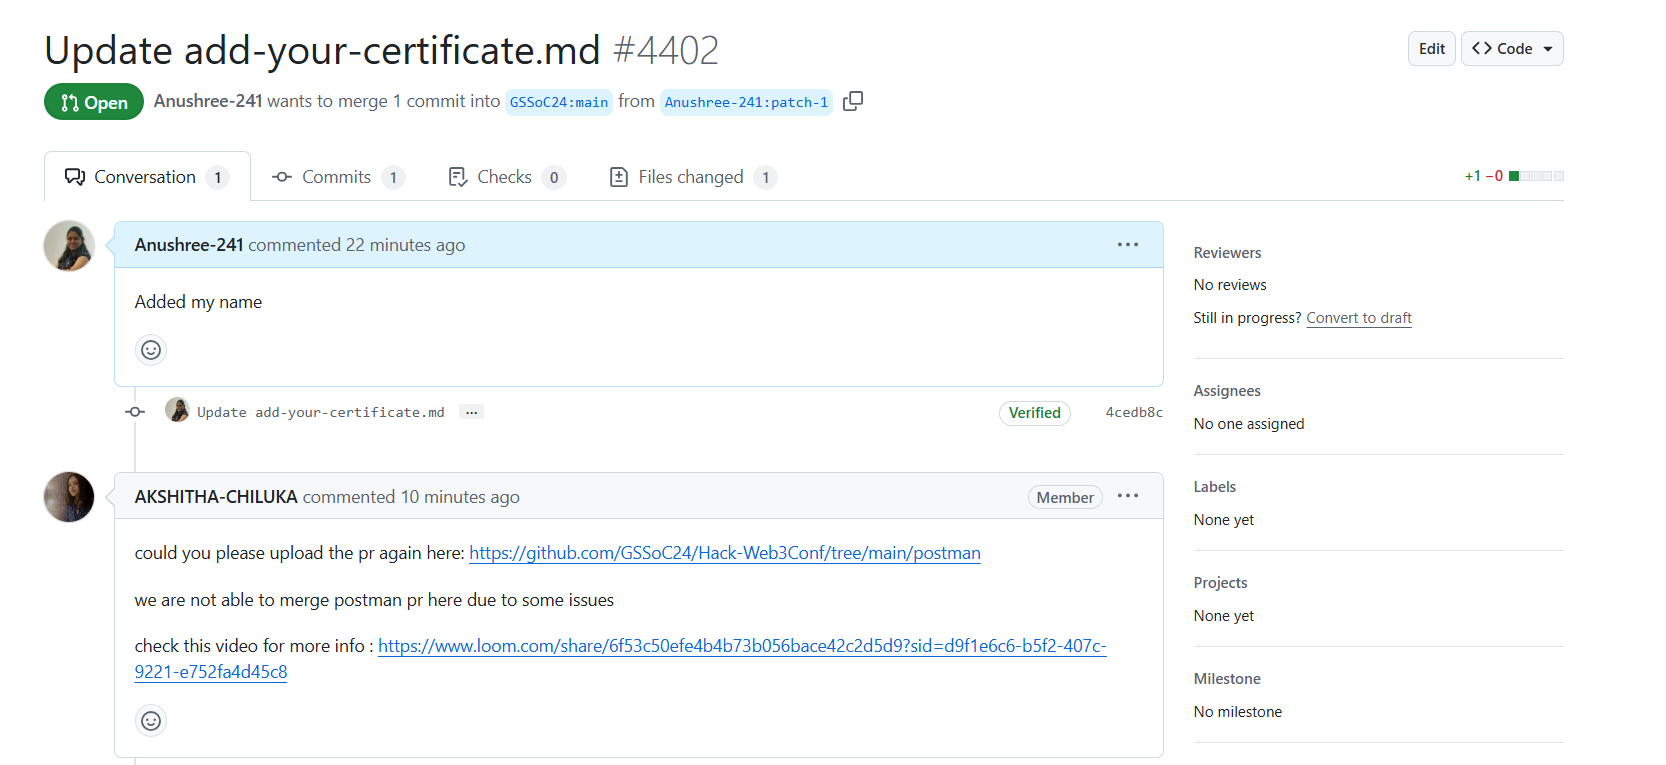 Update add-your-certificate.md #4402
Edit
Code
Open
Anushree-241 wants to merge 1 commit into GSSoC24:main from Anushree-241:patch-1
Conversation 1
Commits 1
Checks 0
Files changed 1
+1 −0
Anushree-241 commented 22 minutes ago
Added my name
Update add-your-certificate.md ...
Verified
4cedb8c
AKSHITHA-CHILUKA commented 10 minutes ago
Member
could you please upload the pr again here: https://github.com/GSSoC24/Hack-Web3Conf/tree/main/postman
we are not able to merge postman pr here due to some issues
check this video for more info : https://www.loom.com/share/6f53c50efe4b4b73b056bace42c2d5d9?sid=d9f1e6c6-b5f2-407c-
9221-e752fa4d45c8
Reviewers
No reviews
Still in progress? Convert to draft
Assignees
No one assigned
Labels
None yet
Projects
None yet
Milestone
No milestone